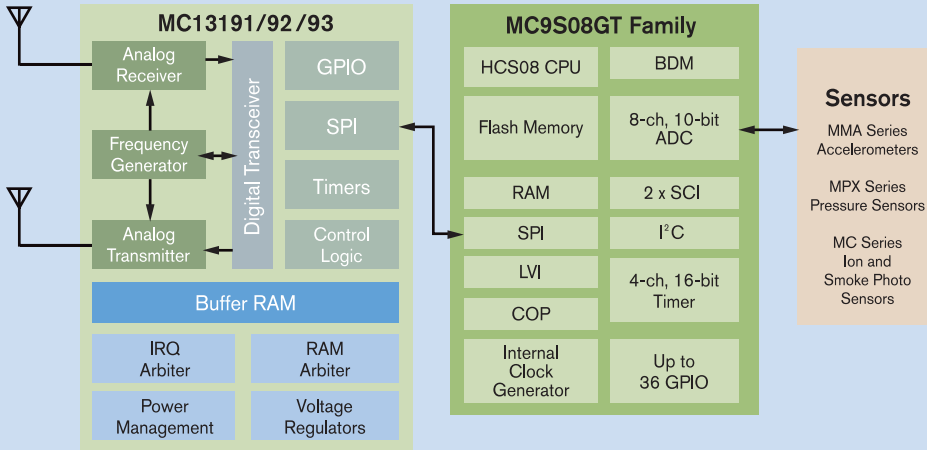 MC13191/92/93
Analog
Receiver
Frequency
Generator
Analog
Transmitter
Digital Transceiver
GPIO
SPI
Timers
Control
Logic
Buffer RAM
IRQ
Arbiter
RAM
Arbiter
Power
Management
Voltage
Regulators
MC9S08GT Family
HCS08 CPU
BDM
Flash Memory
8-ch, 10-bit
ADC
RAM
2 x SCI
SPI
I²C
LVI
4-ch, 16-bit
Timer
COP
Internal
Clock
Generator
Up to
36 GPIO
Sensors
MMA Series
Accelerometers
MPX Series
Pressure Sensors
MC Series
Ion and
Smoke Photo
Sensors